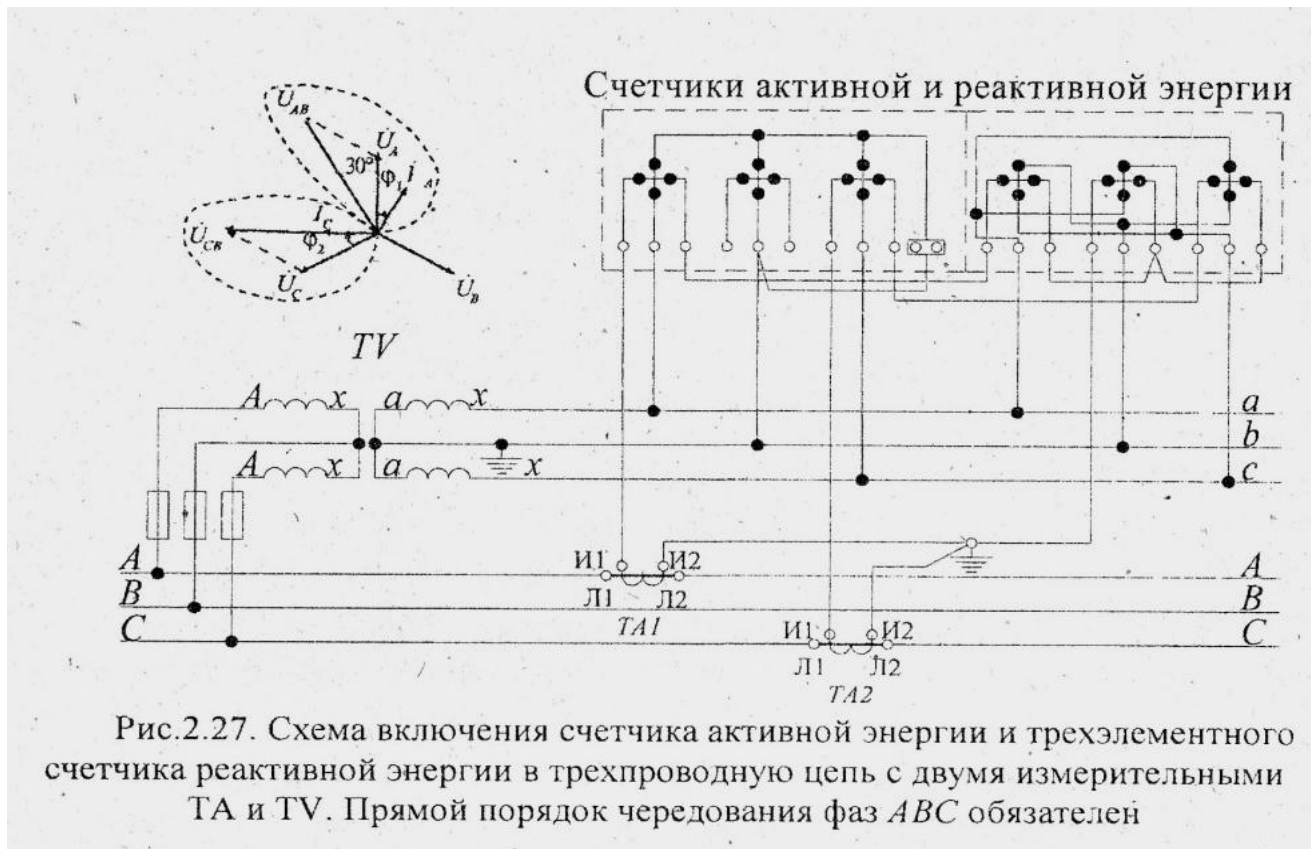 Счетчики активной и реактивной энергии
U̇AB
U̇A
30°
φ1
İA
İC
U̇CB
φ2
U̇C
U̇B
TV
A x a x
a
b
A x a x
c
A И1 И2 A
B Л1 Л2 B
TA1
C И1 И2 C
Л1 Л2
TA2
Рис.2.27. Схема включения счетчика активной энергии и трехэлементного
счетчика реактивной энергии в трехпроводную цепь с двумя измерительными
ТА и TV. Прямой порядок чередования фаз ABC обязателен